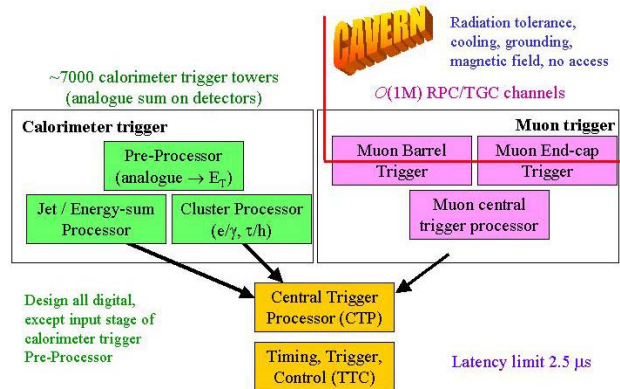 CAVERN
Radiation tolerance,
cooling, grounding,
magnetic field, no access
~7000 calorimeter trigger towers
(analogue sum on detectors)
O(1M) RPC/TGC channels
Calorimeter trigger
Muon trigger
Pre-Processor
(analogue → E_T)
Muon Barrel
Trigger
Muon End-cap
Trigger
Jet / Energy-sum
Processor
Cluster Processor
(e/γ, τ/h)
Muon central
trigger processor
Design all digital,
except input stage of
calorimeter trigger
Pre-Processor
Central Trigger
Processor (CTP)
Timing, Trigger,
Control (TTC)
Latency limit 2.5 μs